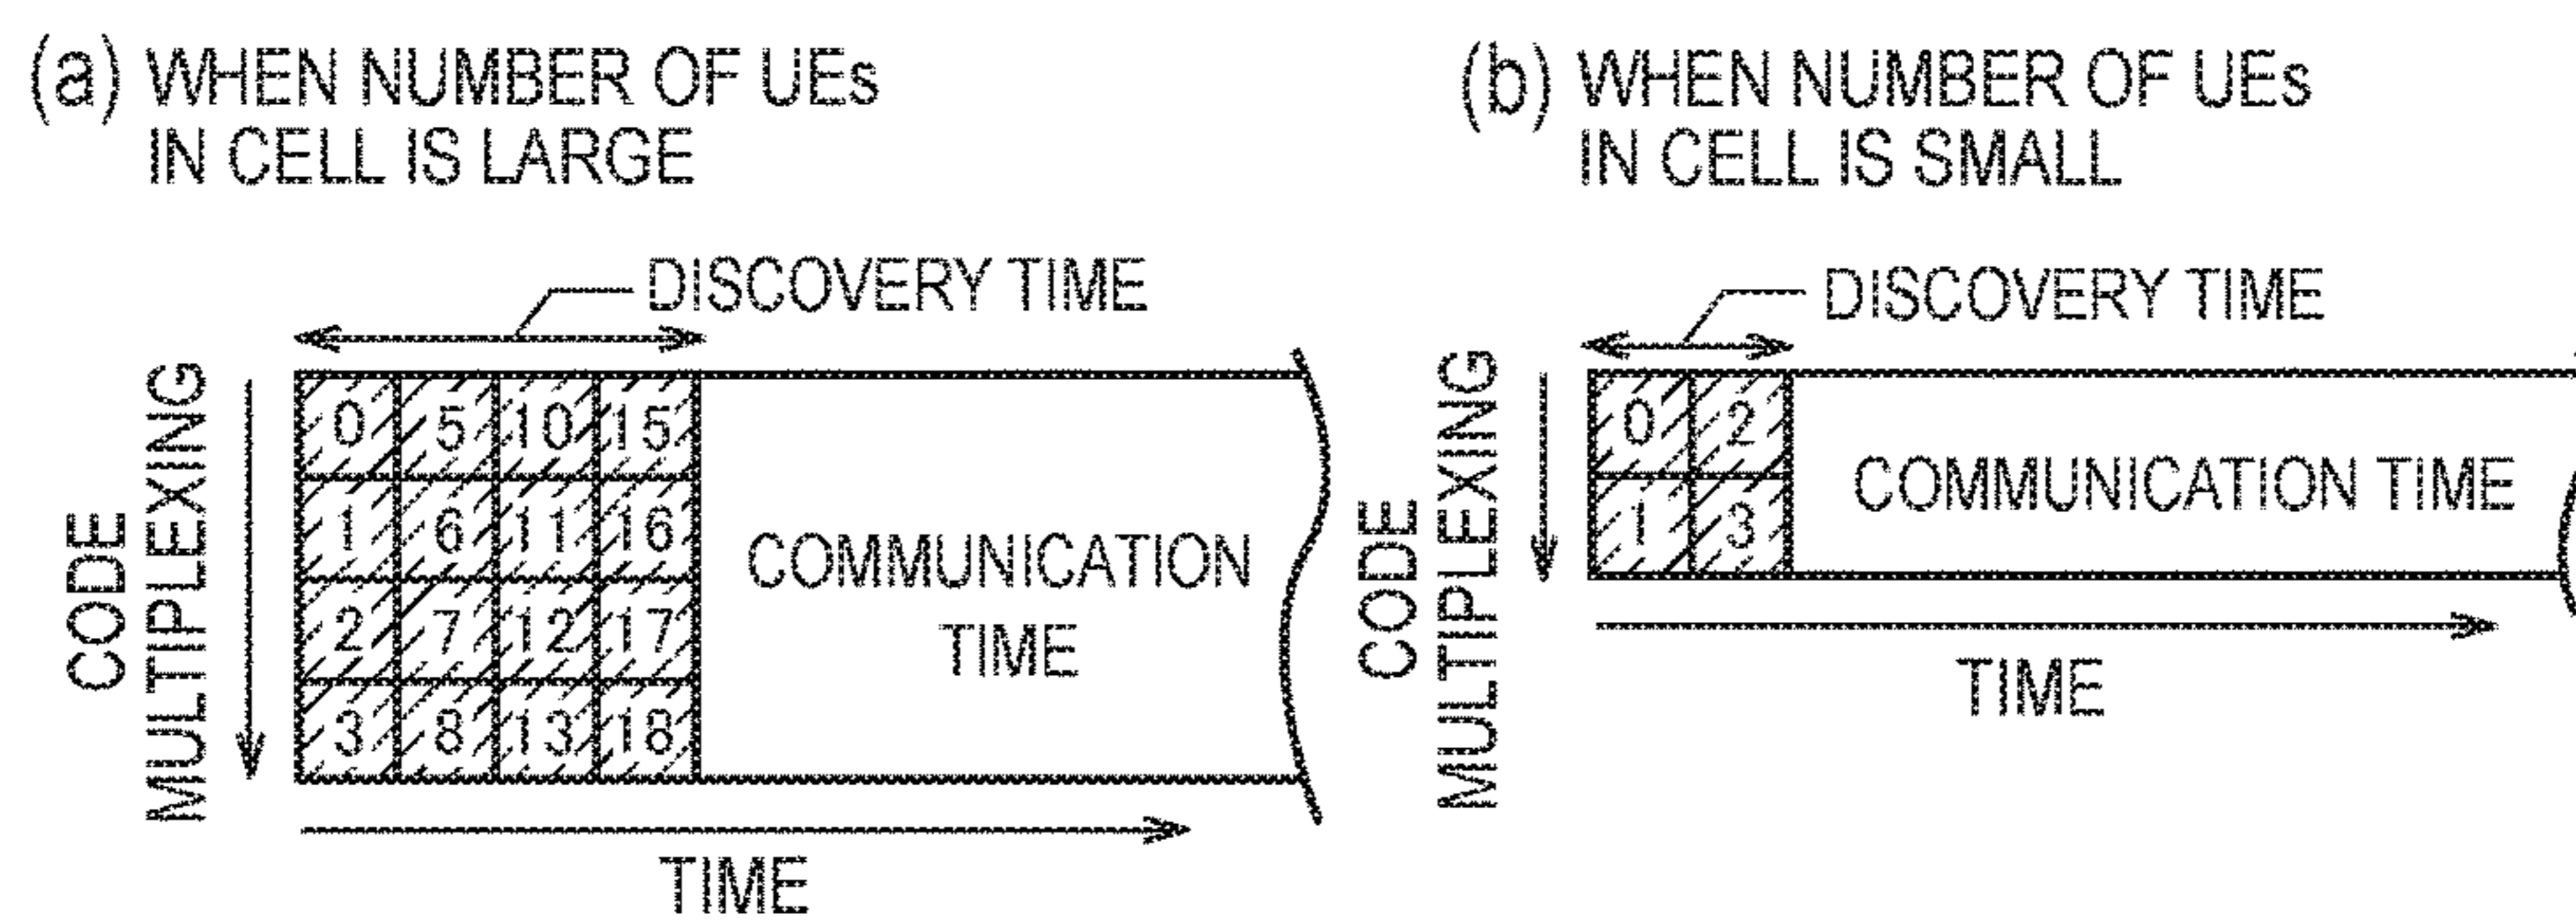 (a) WHEN NUMBER OF UEs
IN CELL IS LARGE
DISCOVERY TIME
CODE
MULTIPLEXING
0 5 10 15
1 6 11 16
2 7 12 17
3 8 13 18
COMMUNICATION
TIME
TIME
(b) WHEN NUMBER OF UEs
IN CELL IS SMALL
DISCOVERY TIME
CODE
MULTIPLEXING
0 2
1 3
COMMUNICATION TIME
TIME